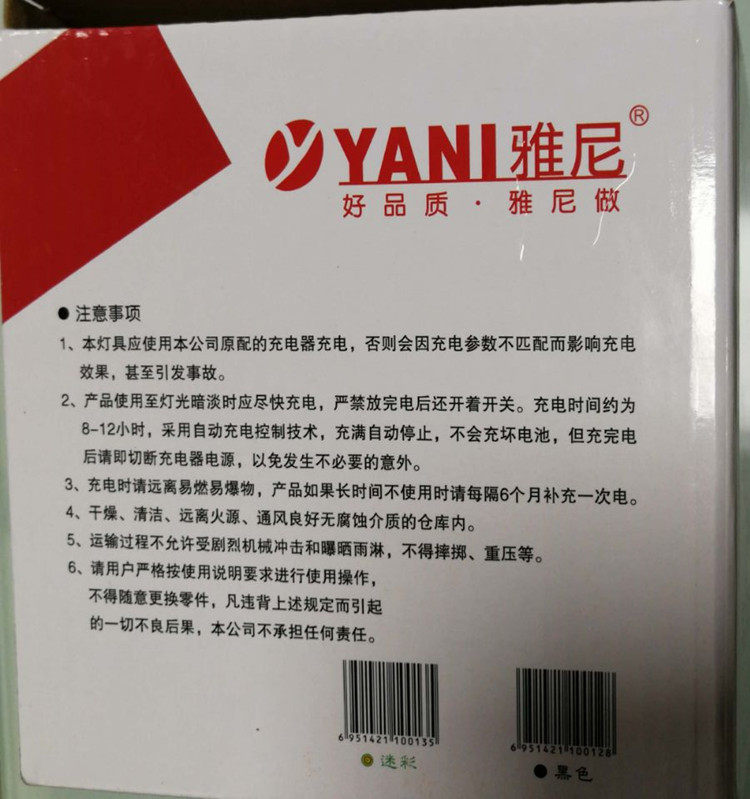 YANI雅尼®
好品质·雅尼做
●注意事项
1、本灯具应使用本公司原配的充电器充电，否则会因充电参数不匹配而影响充电
效果，甚至引发事故。
2、产品使用至灯光暗淡时应尽快充电，严禁放完电后还开着开关。充电时间约为
8-12小时，采用自动充电控制技术，充满自动停止，不会充坏电池，但充完电
后请即切断充电器电源，以免发生不必要的意外。
3、充电时请远离易燃易爆物，产品如果长时间不使用时请每隔6个月补充一次电。
4、干燥、清洁、远离火源、通风良好无腐蚀介质的仓库内。
5、运输过程不允许受剧烈机械冲击和曝晒雨淋，不得摔掷、重压等。
6、请用户严格按使用说明要求进行使用操作，
不得随意更换零件，凡违背上述规定而引起
的一切不良后果，本公司不承担任何责任。
6 951421 100135
迷彩
6 951421 100128
黑色